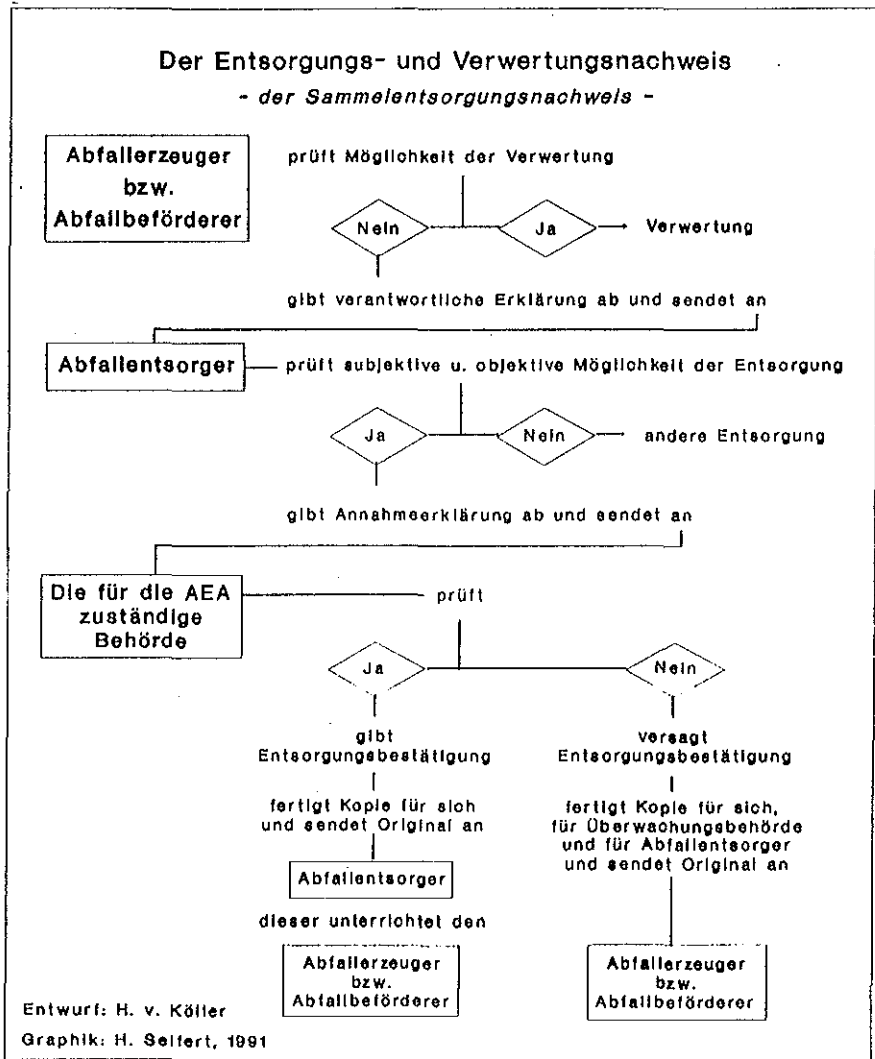 Der Entsorgungs- und Verwertungsnachweis
- der Sammelentsorgungsnachweis -
Abfallerzeuger
bzw.
Abfallbeförderer
prüft Möglichkeit der Verwertung
Nein
Ja
Verwertung
gibt verantwortliche Erklärung ab und sendet an
Abfallentsorger
prüft subjektive u. objektive Möglichkeit der Entsorgung
Ja
Nein
andere Entsorgung
gibt Annahmeerklärung ab und sendet an
Die für die AEA
zuständige
Behörde
prüft
Ja
Nein
gibt
Entsorgungsbestätigung
fertigt Kopie für sich
und sendet Original an
Abfallentsorger
dieser unterrichtet den
Abfallerzeuger
bzw.
Abfallbeförderer
versagt
Entsorgungsbestätigung
fertigt Kopie für sich,
für Überwachungsbehörde
und für Abfallentsorger
und sendet Original an
Abfallerzeuger
bzw.
Abfallbeförderer
Entwurf: H. v. Köller
Graphik: H. Seifert, 1991